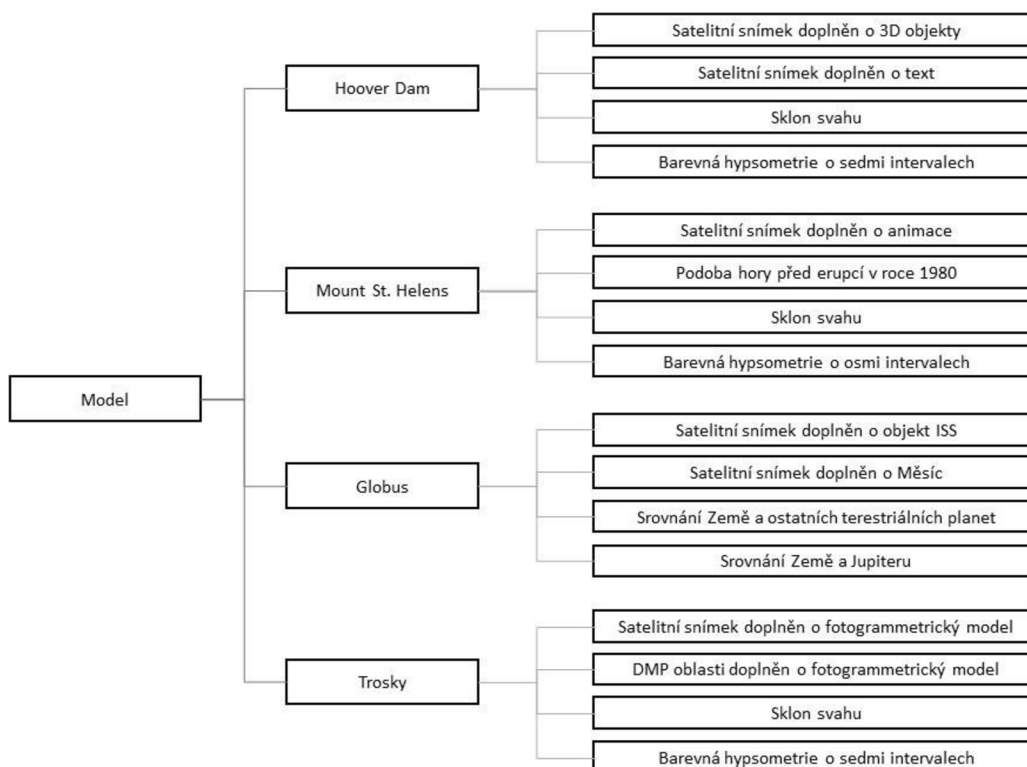 Model
Hoover Dam
Satelitní snímek doplněn o 3D objekty
Satelitní snímek doplněn o text
Sklon svahu
Barevná hypsometrie o sedmi intervalech
Mount St. Helens
Satelitní snímek doplněn o animace
Podoba hory před erupcí v roce 1980
Sklon svahu
Barevná hypsometrie o osmi intervalech
Globus
Satelitní snímek doplněn o objekt ISS
Satelitní snímek doplněn o Měsíc
Srovnání Země a ostatních terestriálních planet
Srovnání Země a Jupiteru
Trosky
Satelitní snímek doplněn o fotogrammetrický model
DMP oblasti doplněn o fotogrammetrický model
Sklon svahu
Barevná hypsometrie o sedmi intervalech